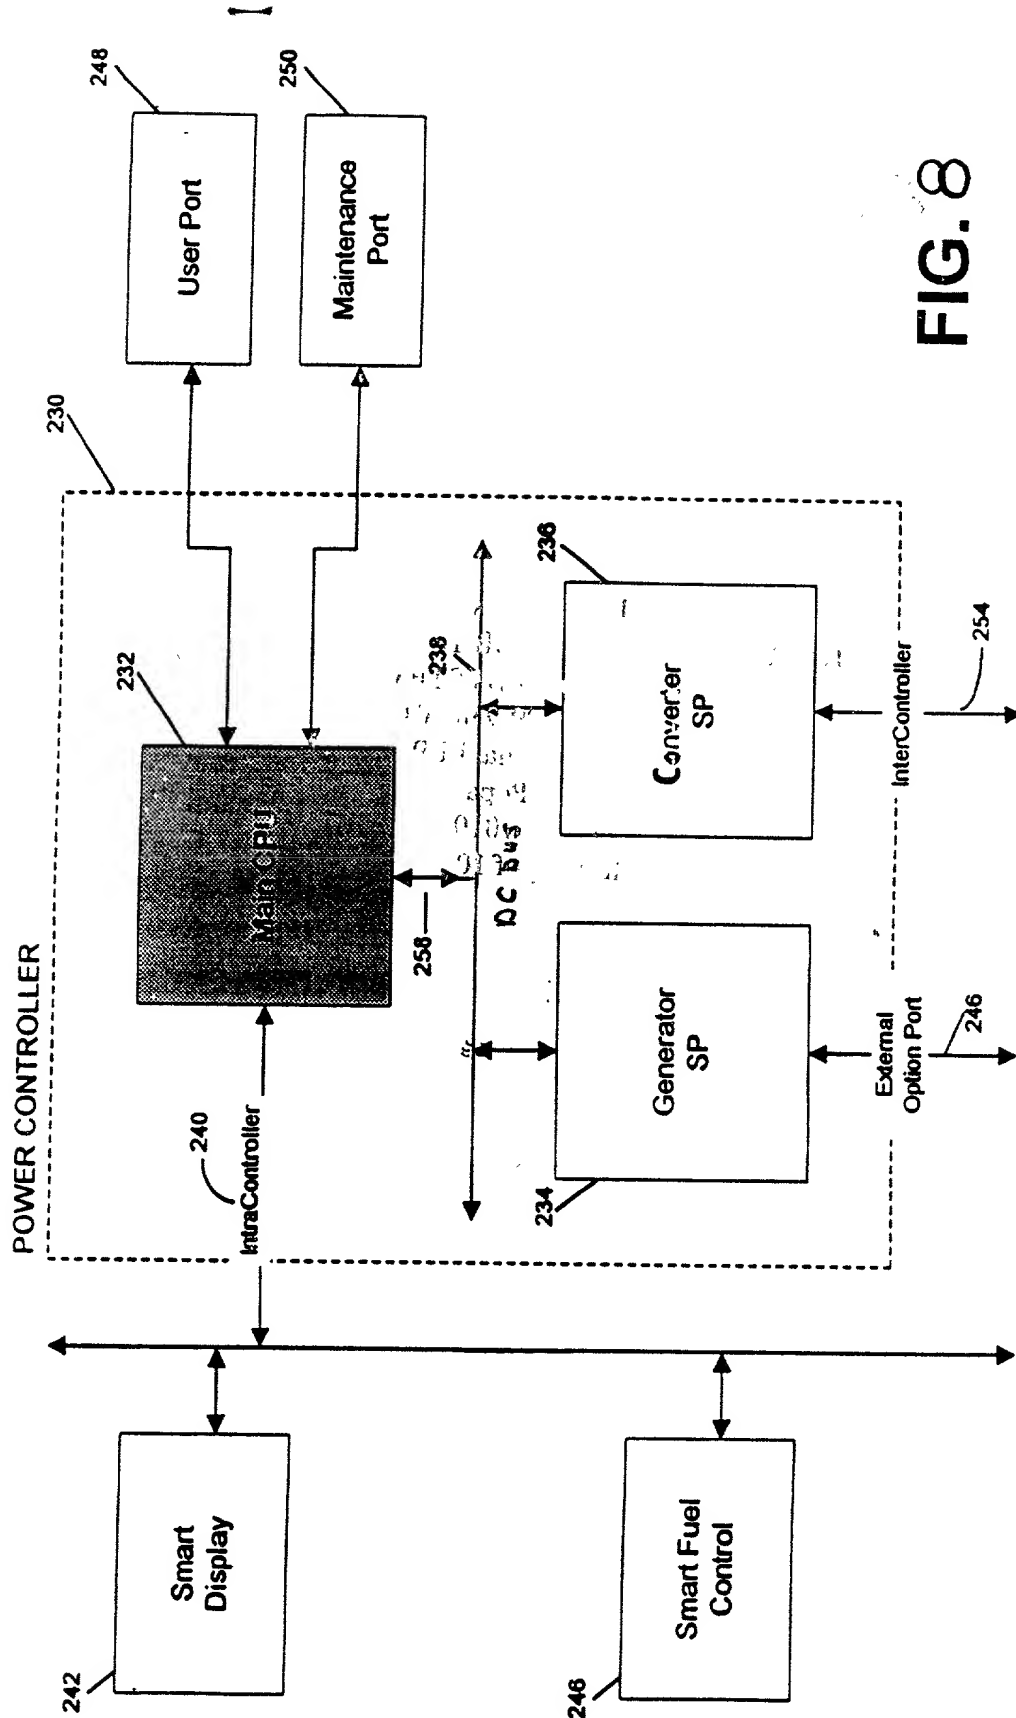 POWER CONTROLLER
230
242
Smart
Display
240
IntraController
232
Main CPU
248
User Port
250
Maintenance
Port
258
238
DC bus
246
Smart Fuel
Control
234
Generator
SP
236
Converter
SP
External
Option Port
246
InterController
254
FIG. 8